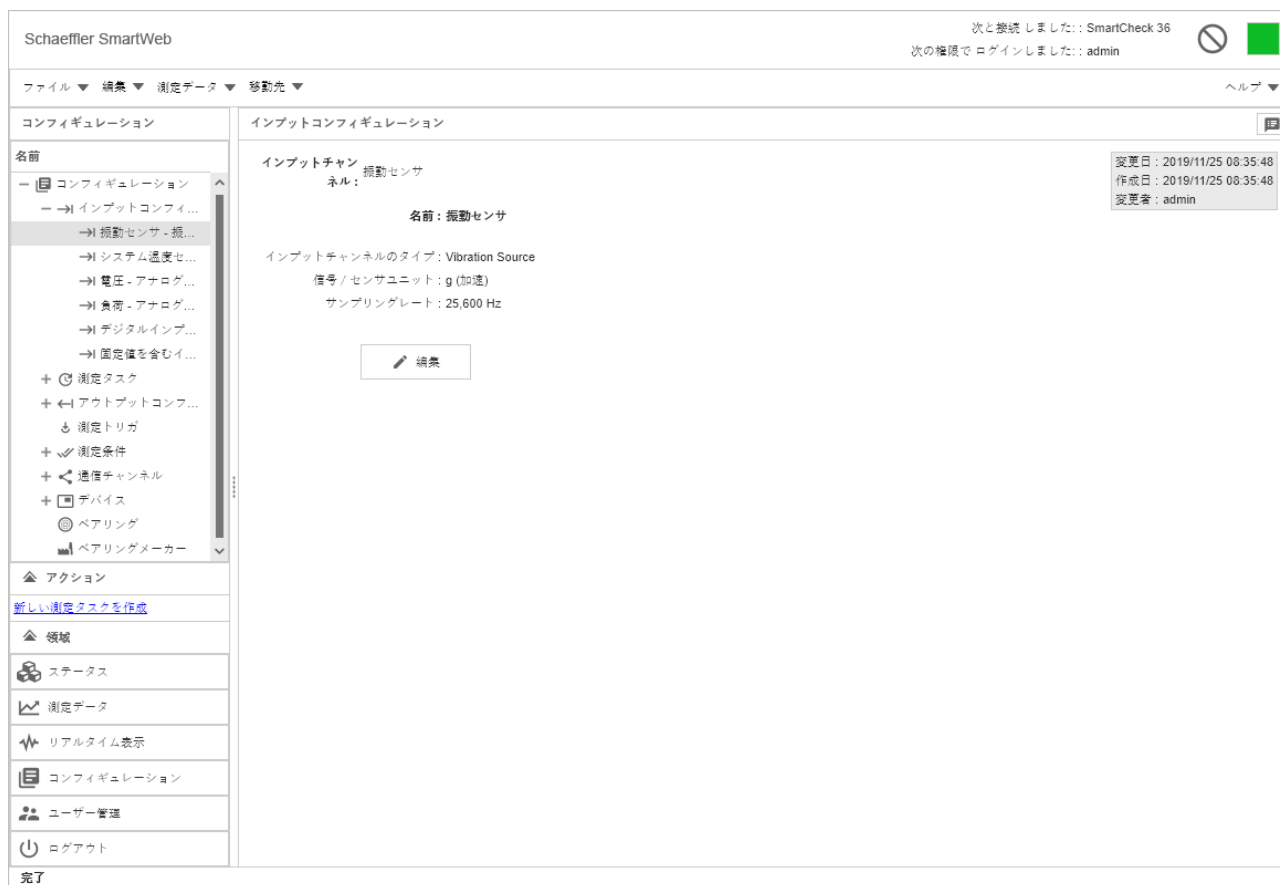 Schaeffler SmartWeb
次と接続 しました: : SmartCheck 36
次の権限で ログインしました: : admin
ファイル ▼ 編集 ▼ 測定データ ▼ 移動先 ▼ ヘルプ ▼
コンフィギュレーション
名前
コンフィギュレーション
インプットコンフィ...
振動センサ - 振...
システム温度セ...
電圧 - アナログ...
負荷 - アナログ...
デジタルインプ...
固定値を含むイ...
測定タスク
アウトプットコンフ...
測定トリガ
測定条件
通信チャンネル
デバイス
ベアリング
ベアリングメーカー
アクション
新しい測定タスクを作成
領域
ステータス
測定データ
リアルタイム表示
コンフィギュレーション
ユーザー管理
ログアウト
インプットコンフィギュレーション
インプットチャン
ネル : 振動センサ
名前 : 振動センサ
インプットチャンネルのタイプ : Vibration Source
信号 / センサユニット : g (加速)
サンプリングレート : 25,600 Hz
編集
変更日 : 2019/11/25 08:35:48
作成日 : 2019/11/25 08:35:48
変更者 : admin
完了